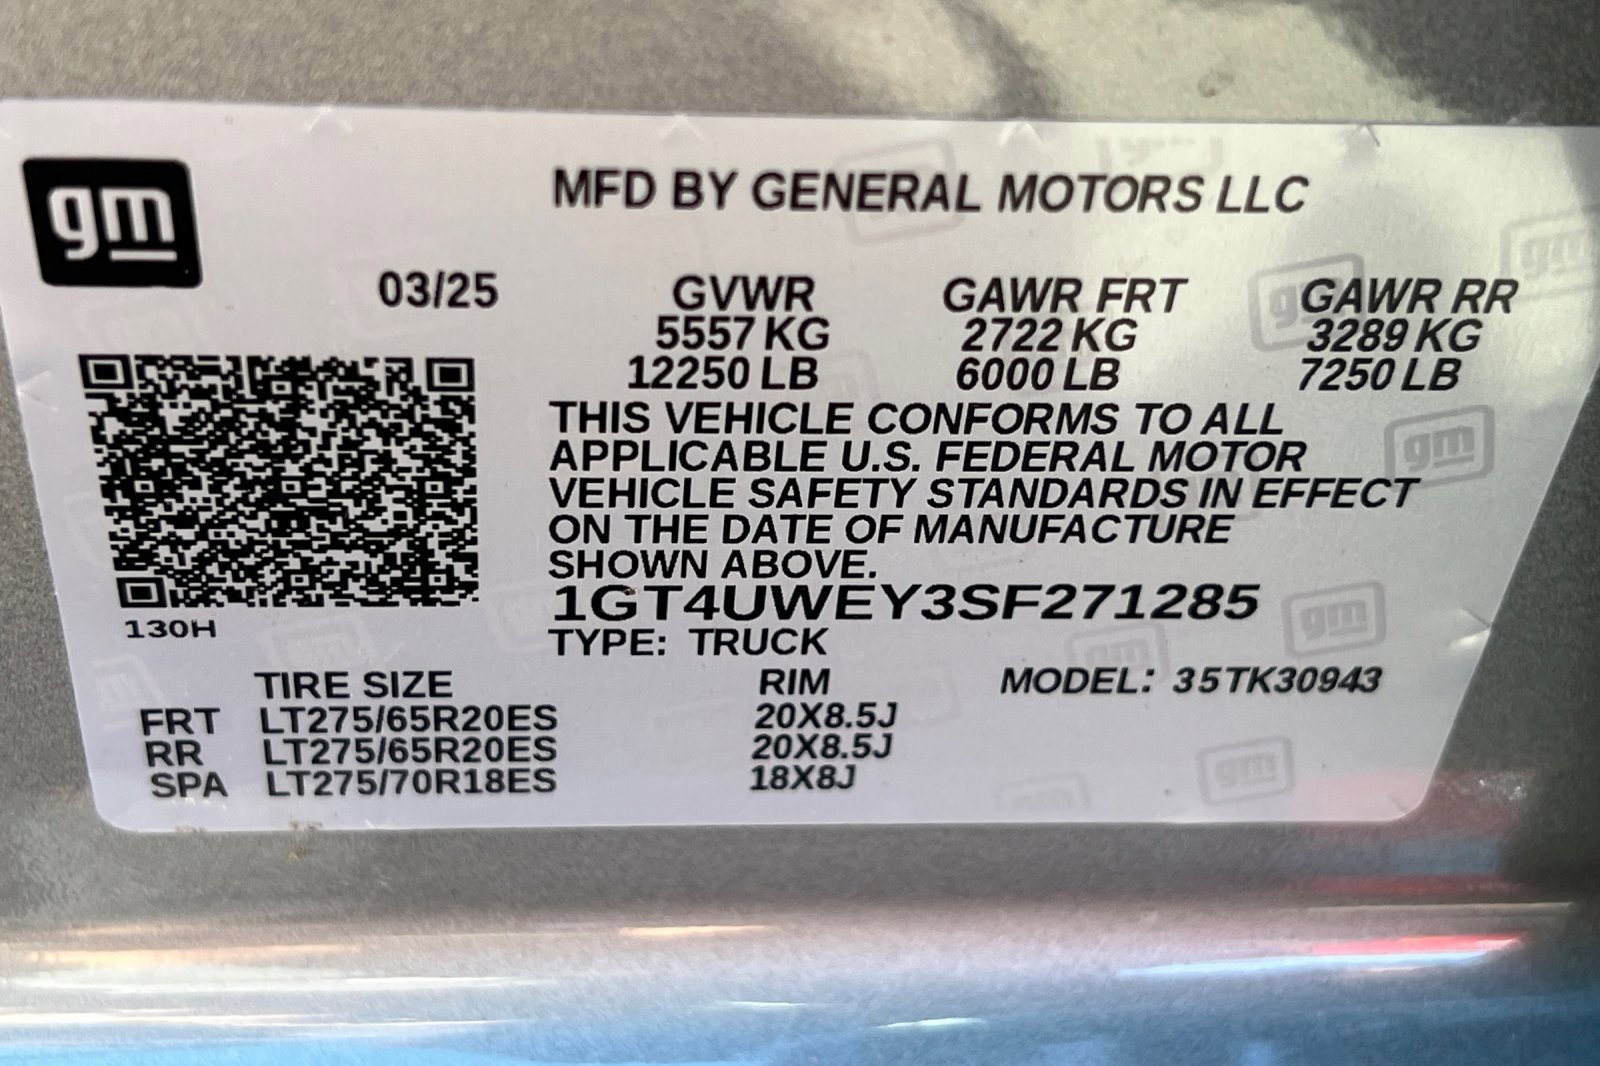 gm
MFD BY GENERAL MOTORS LLC
03/25
GVWR GAWR FRT GAWR RR
5557 KG 2722 KG 3289 KG
12250 LB 6000 LB 7250 LB
THIS VEHICLE CONFORMS TO ALL
APPLICABLE U.S. FEDERAL MOTOR
VEHICLE SAFETY STANDARDS IN EFFECT
ON THE DATE OF MANUFACTURE
SHOWN ABOVE.
1GT4UWEY3SF271285
130H
TYPE: TRUCK
TIRE SIZE RIM MODEL: 35TK30943
FRT LT275/65R20ES 20X8.5J
RR LT275/65R20ES 20X8.5J
SPA LT275/70R18ES 18X8J